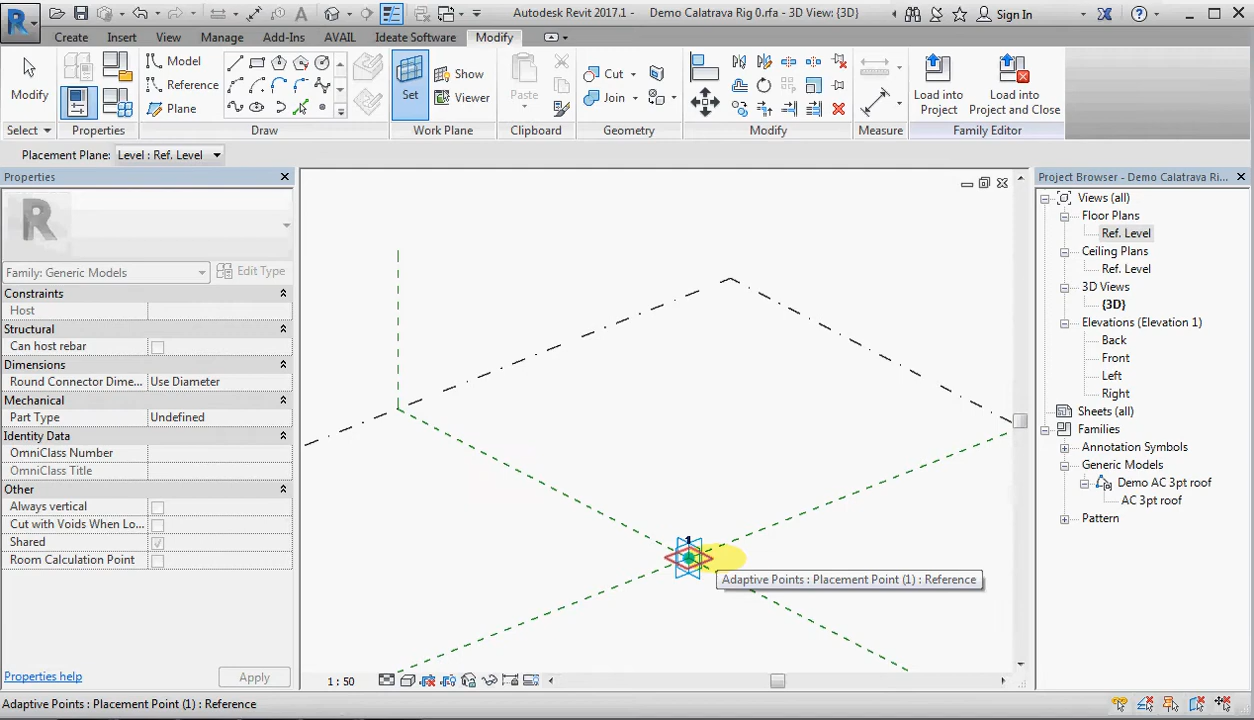 Autodesk Revit 2017.1 - Demo Calatrava Rig 0.rfa - 3D View: {3D}
Sign In
R
Create Insert View Manage Add-Ins AVAIL Ideate Software Modify
Modify
Select
Properties
Model
Reference
Plane
Draw
Set
Show
Viewer
Work Plane
Paste
Clipboard
Cut
Join
Geometry
Modify
Measure
Load into Project
Load into Project and Close
Family Editor
Placement Plane: Level : Ref. Level
Properties
R
Family: Generic Models
Edit Type
Constraints
Host
Structural
Can host rebar
Dimensions
Round Connector Dime... Use Diameter
Mechanical
Part Type Undefined
Identity Data
OmniClass Number
OmniClass Title
Other
Always vertical
Cut with Voids When Lo...
Shared
Room Calculation Point
Properties help
Apply
1
Adaptive Points : Placement Point (1) : Reference
1 : 50
Project Browser - Demo Calatrava Ri...
Views (all)
Floor Plans
Ref. Level
Ceiling Plans
Ref. Level
3D Views
{3D}
Elevations (Elevation 1)
Back
Front
Left
Right
Sheets (all)
Families
Annotation Symbols
Generic Models
Demo AC 3pt roof
AC 3pt roof
Pattern
Adaptive Points : Placement Point (1) : Reference